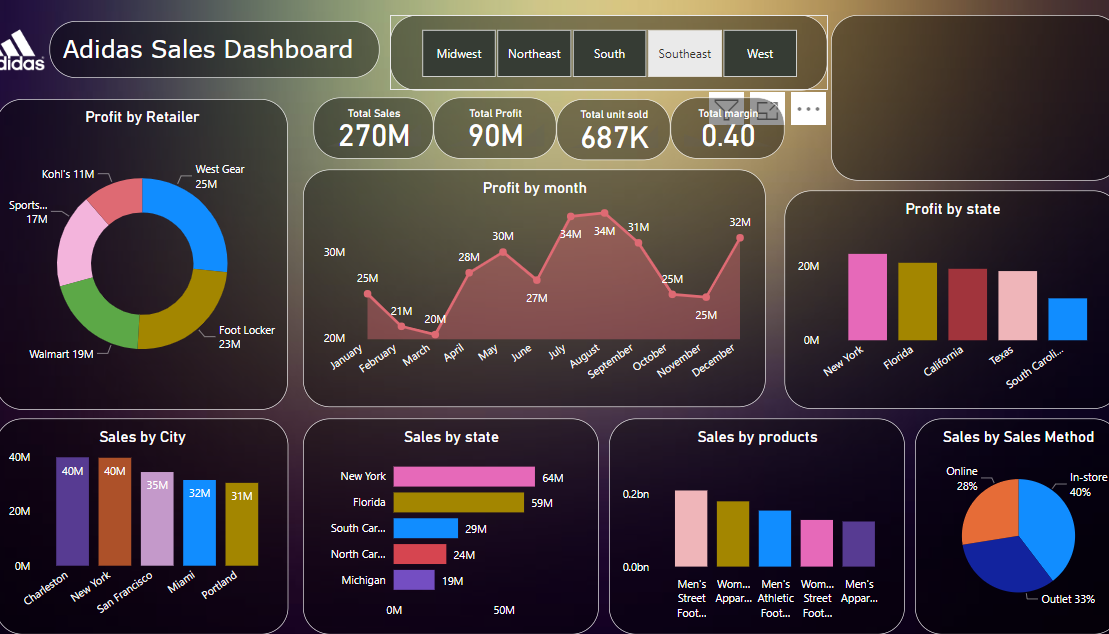 adidas
Adidas Sales Dashboard
Midwest
Northeast
South
Southeast
West
Total Sales
270M
Total Profit
90M
Total unit sold
687K
Total margin
0.40
Profit by Retailer
West Gear
25M
Foot Locker
23M
Walmart 19M
Sports...
17M
Kohl's 11M
Profit by month
30M
20M
25M
21M
20M
28M
30M
27M
34M
34M
31M
25M
25M
32M
January
February
March
April
May
June
July
August
September
October
November
December
Profit by state
20M
0M
New York
Florida
California
Texas
South Caroli...
Sales by City
40M
20M
0M
40M
40M
35M
32M
31M
Charleston
New York
San Francisco
Miami
Portland
Sales by state
New York 64M
Florida 59M
South Car... 29M
North Car... 24M
Michigan 19M
0M 50M
Sales by products
0.2bn
0.0bn
Men's
Street
Foot...
Wom...
Appar...
Men's
Athletic
Foot...
Wom...
Street
Foot...
Men's
Appar...
Sales by Sales Method
Online
28%
In-store
40%
Outlet 33%